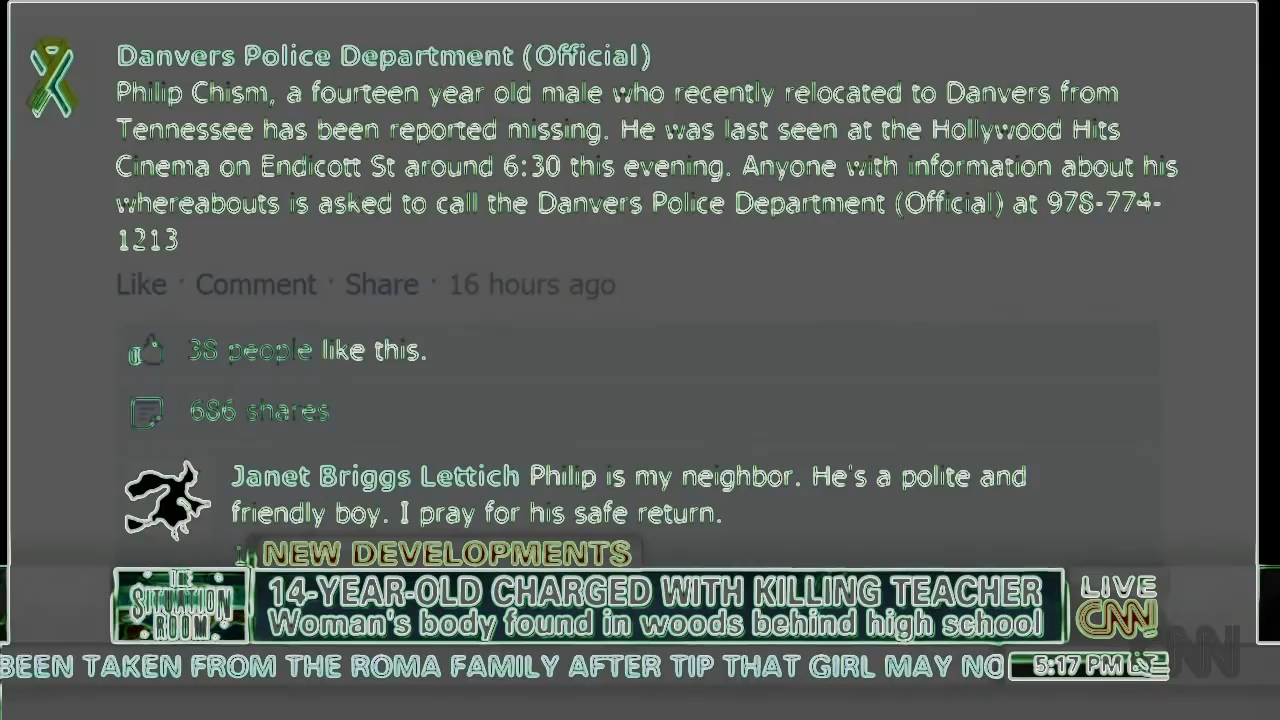 Danvers Police Department (Official)
Philip Chism, a fourteen year old male who recently relocated to Danvers from
Tennessee has been reported missing. He was last seen at the Hollywood Hits
Cinema on Endicott St around 6:30 this evening. Anyone with information about his
whereabouts is asked to call the Danvers Police Department (Official) at 978-774-
1213
Like · Comment · Share · 16 hours ago
38 people like this.
686 shares
Janet Briggs Lettich Philip is my neighbor. He's a polite and
friendly boy. I pray for his safe return.
NEW DEVELOPMENTS
THE
SITUATION
ROOM
14-YEAR-OLD CHARGED WITH KILLING TEACHER
Woman's body found in woods behind high school
LIVE
CNN
BEEN TAKEN FROM THE ROMA FAMILY AFTER TIP THAT GIRL MAY NO
5:17 PM